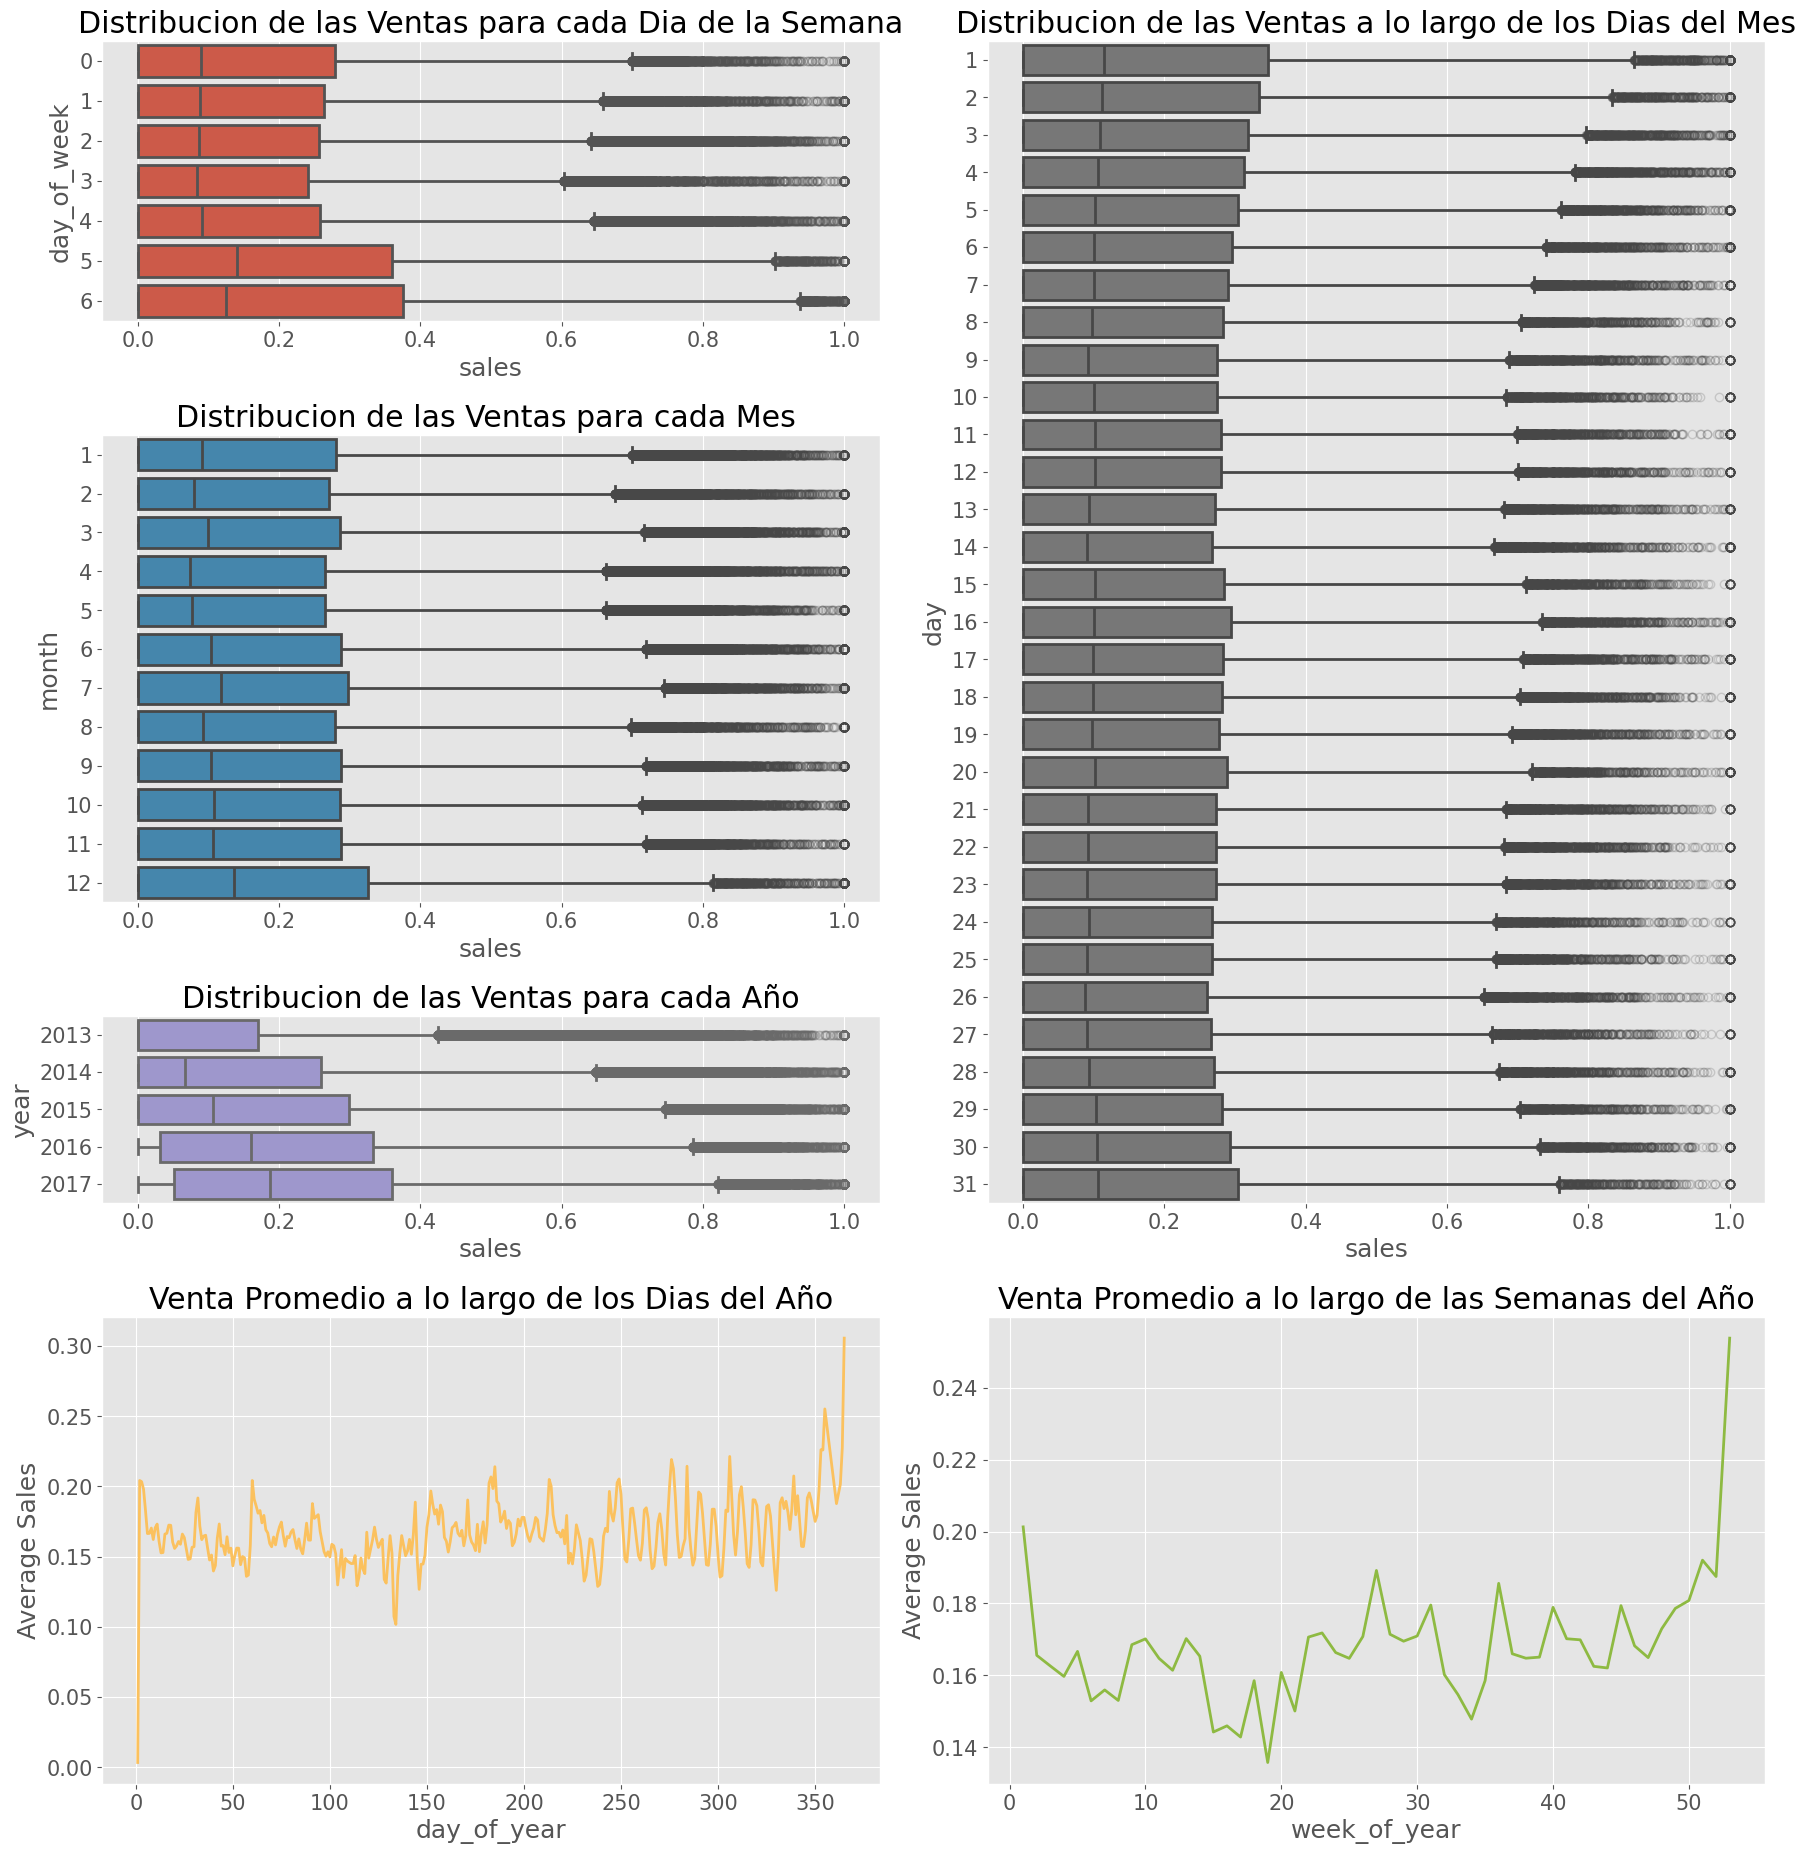 Distribucion de las Ventas para cada Dia de la Semana
day_of_week
0
1
2
3
4
5
6
0.0 0.2 0.4 0.6 0.8 1.0
sales
Distribucion de las Ventas para cada Mes
month
1
2
3
4
5
6
7
8
9
10
11
12
0.0 0.2 0.4 0.6 0.8 1.0
sales
Distribucion de las Ventas para cada Año
year
2013
2014
2015
2016
2017
0.0 0.2 0.4 0.6 0.8 1.0
sales
Distribucion de las Ventas a lo largo de los Dias del Mes
day
1
2
3
4
5
6
7
8
9
10
11
12
13
14
15
16
17
18
19
20
21
22
23
24
25
26
27
28
29
30
31
0.0 0.2 0.4 0.6 0.8 1.0
sales
Venta Promedio a lo largo de los Dias del Año
Average Sales
0.30
0.25
0.20
0.15
0.10
0.05
0.00
0 50 100 150 200 250 300 350
day_of_year
Venta Promedio a lo largo de las Semanas del Año
Average Sales
0.24
0.22
0.20
0.18
0.16
0.14
0 10 20 30 40 50
week_of_year